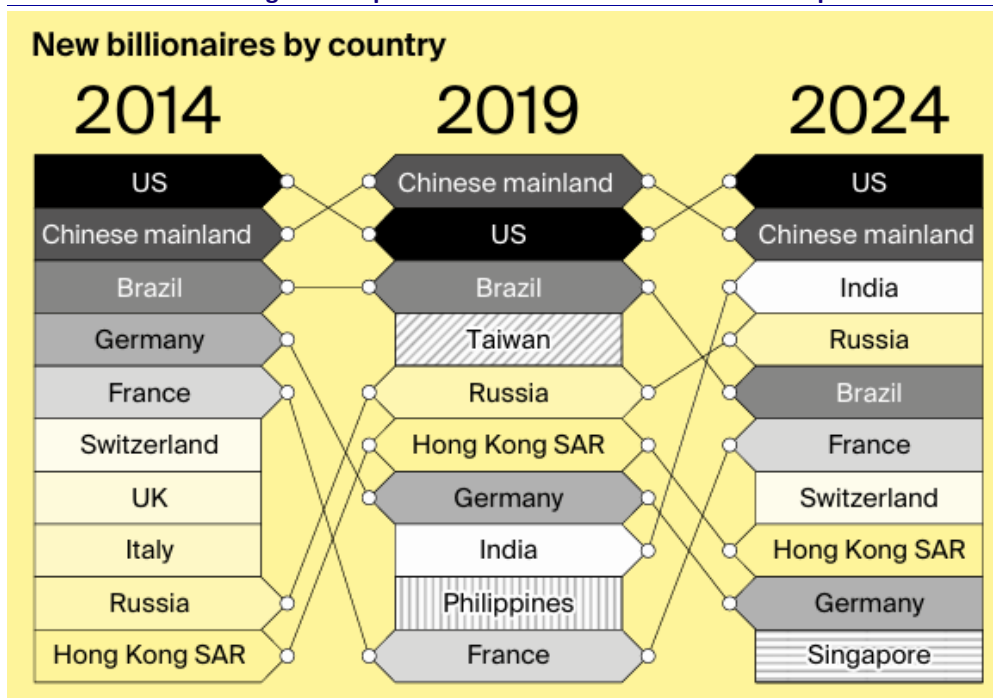 New billionaires by country
2014
US
Chinese mainland
Brazil
Germany
France
Switzerland
UK
Italy
Russia
Hong Kong SAR
2019
Chinese mainland
US
Brazil
Taiwan
Russia
Hong Kong SAR
Germany
India
Philippines
France
2024
US
Chinese mainland
India
Russia
Brazil
France
Switzerland
Hong Kong SAR
Germany
Singapore